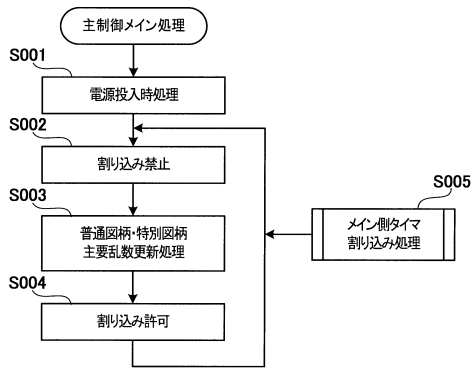 主制御メイン処理
S001
電源投入時処理
S002
割り込み禁止
S003
普通図柄・特別図柄
主要乱数更新処理
S004
割り込み許可
S005
メイン側タイマ
割り込み処理